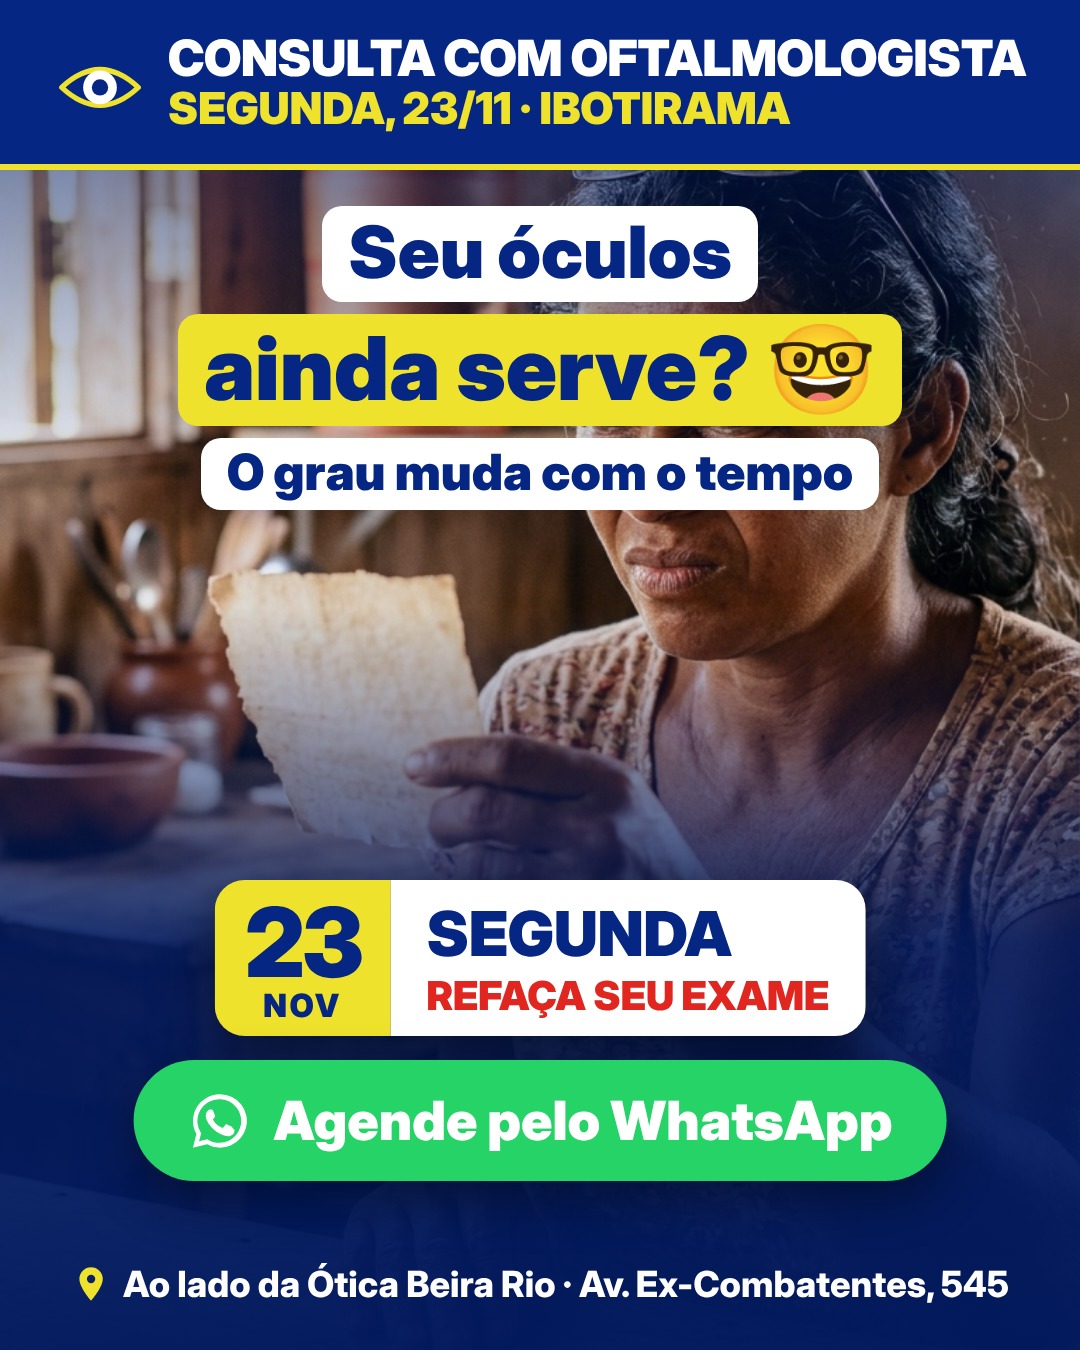 CONSULTA COM OFTALMOLOGISTA
SEGUNDA, 23/11 · IBOTIRAMA
Seu óculos
ainda serve? 🤓
O grau muda com o tempo
23
NOV
SEGUNDA
REFAÇA SEU EXAME
Agende pelo WhatsApp
Ao lado da Ótica Beira Rio · Av. Ex-Combatentes, 545